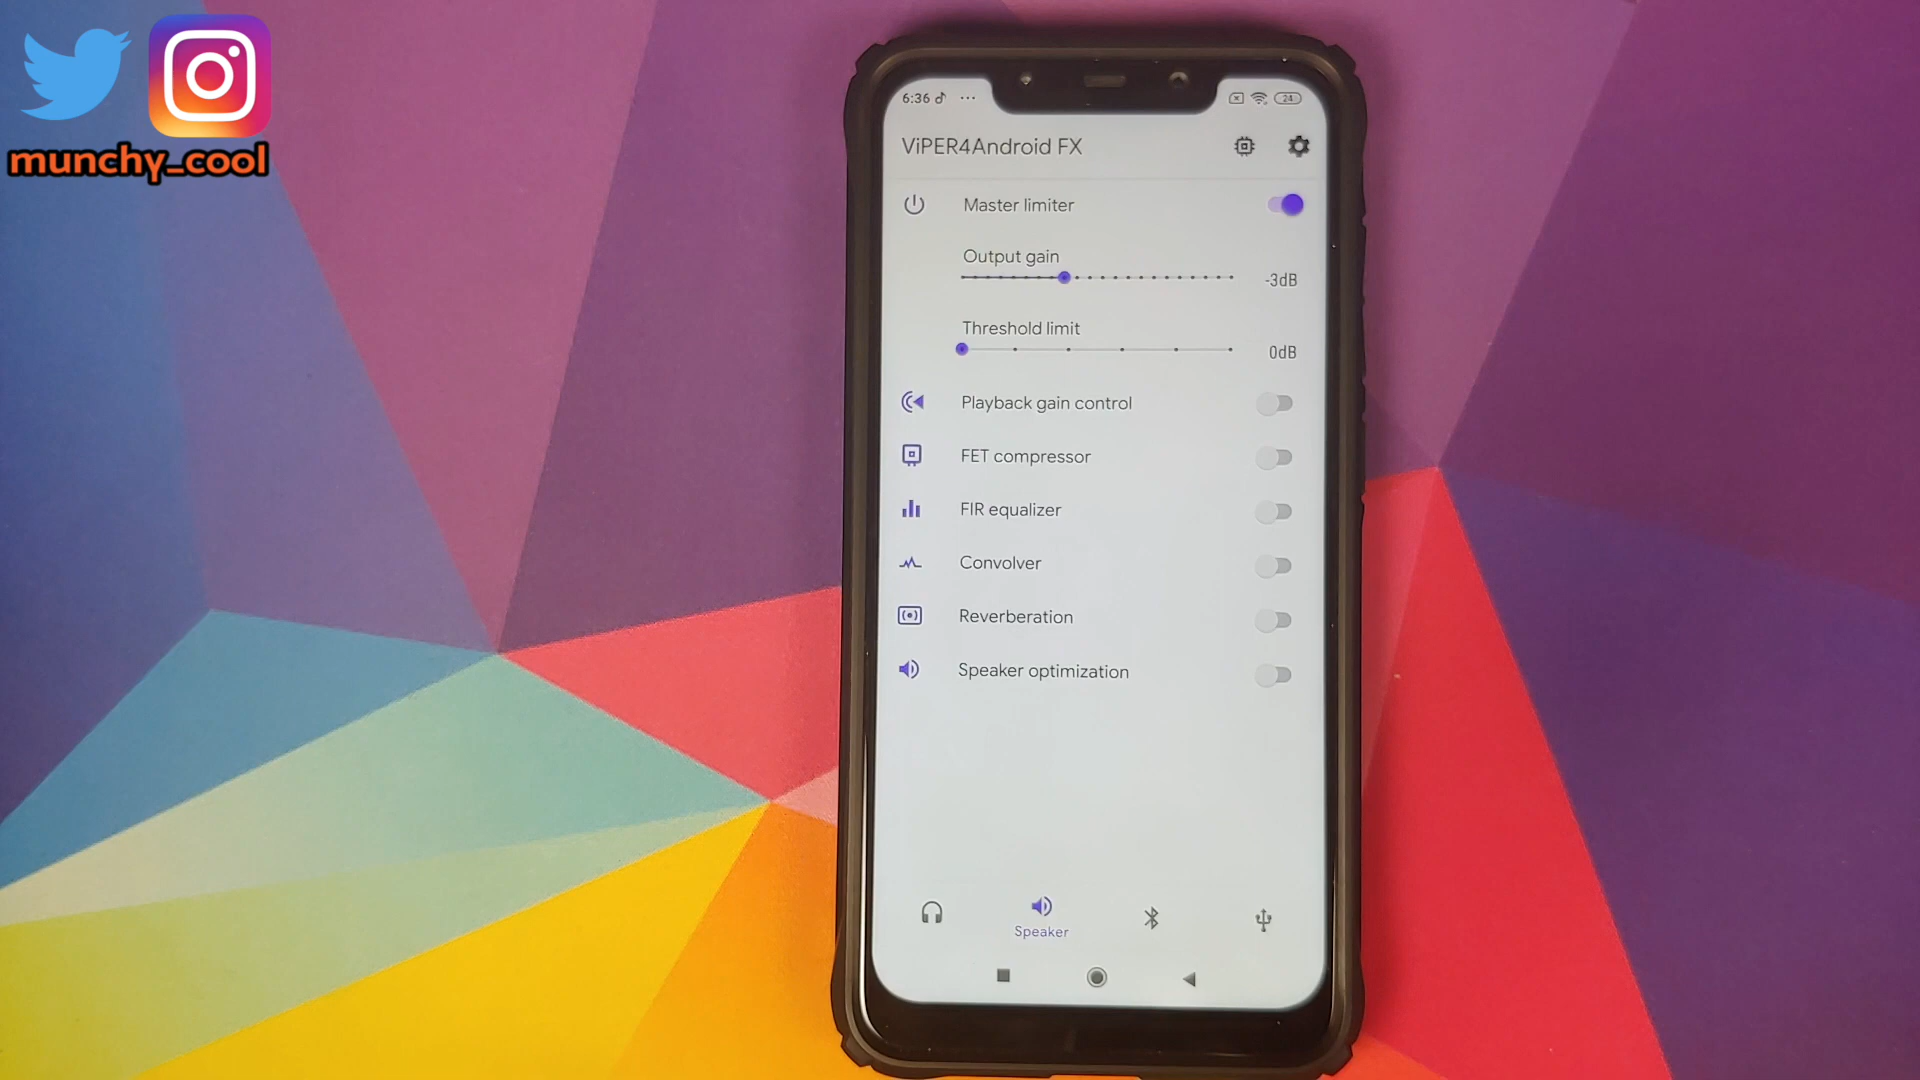 munchy_cool
6:36
24
ViPER4Android FX
Master limiter
Output gain
-3dB
Threshold limit
0dB
Playback gain control
FET compressor
FIR equalizer
Convolver
Reverberation
Speaker optimization
Speaker